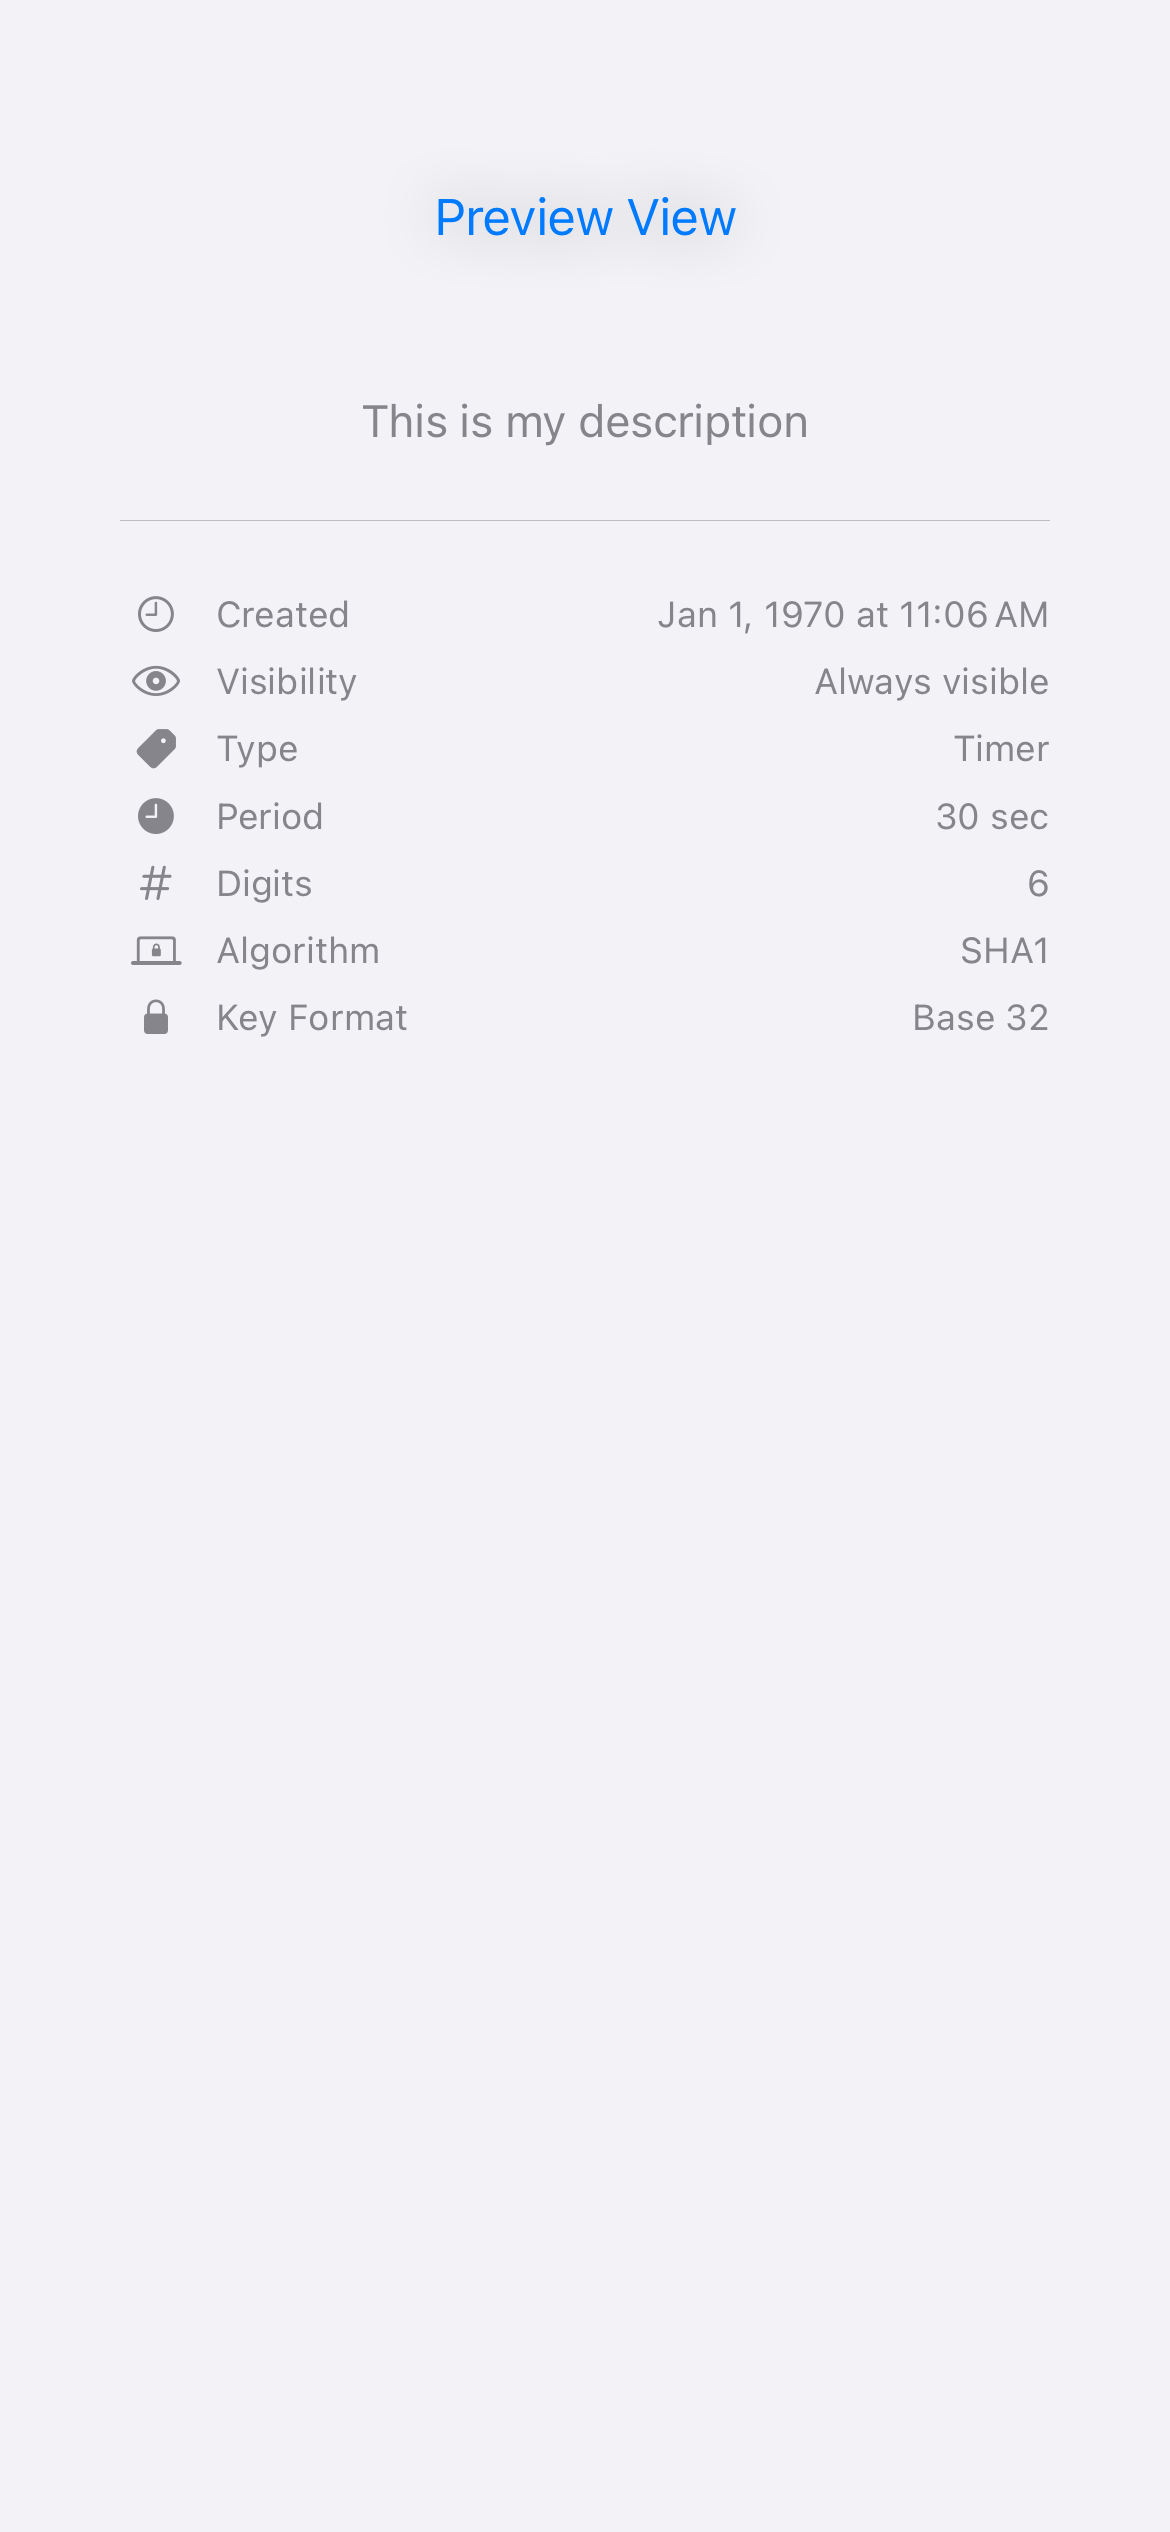 Preview View
This is my description
Created Jan 1, 1970 at 11:06 AM
Visibility Always visible
Type Timer
Period 30 sec
Digits 6
Algorithm SHA1
Key Format Base 32